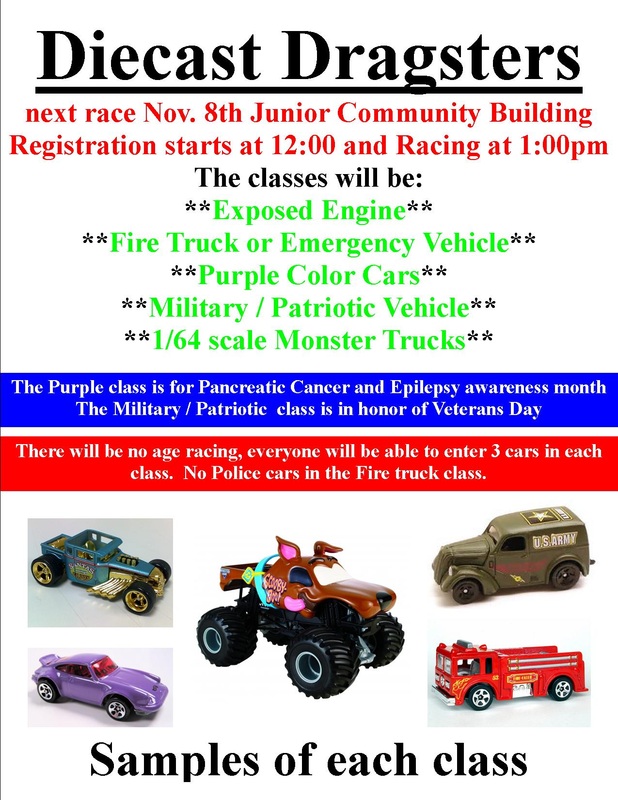 Diecast Dragsters
next race Nov. 8th Junior Community Building
Registration starts at 12:00 and Racing at 1:00pm
The classes will be:
**Exposed Engine**
**Fire Truck or Emergency Vehicle**
**Purple Color Cars**
**Military / Patriotic Vehicle**
**1/64 scale Monster Trucks**
The Purple class is for Pancreatic Cancer and Epilepsy awareness month
The Military / Patriotic  class is in honor of Veterans Day
There will be no age racing, everyone will be able to enter 3 cars in each
class.  No Police cars in the Fire truck class.
SCOOBY-
DOO!
U.S. ARMY
Samples of each class